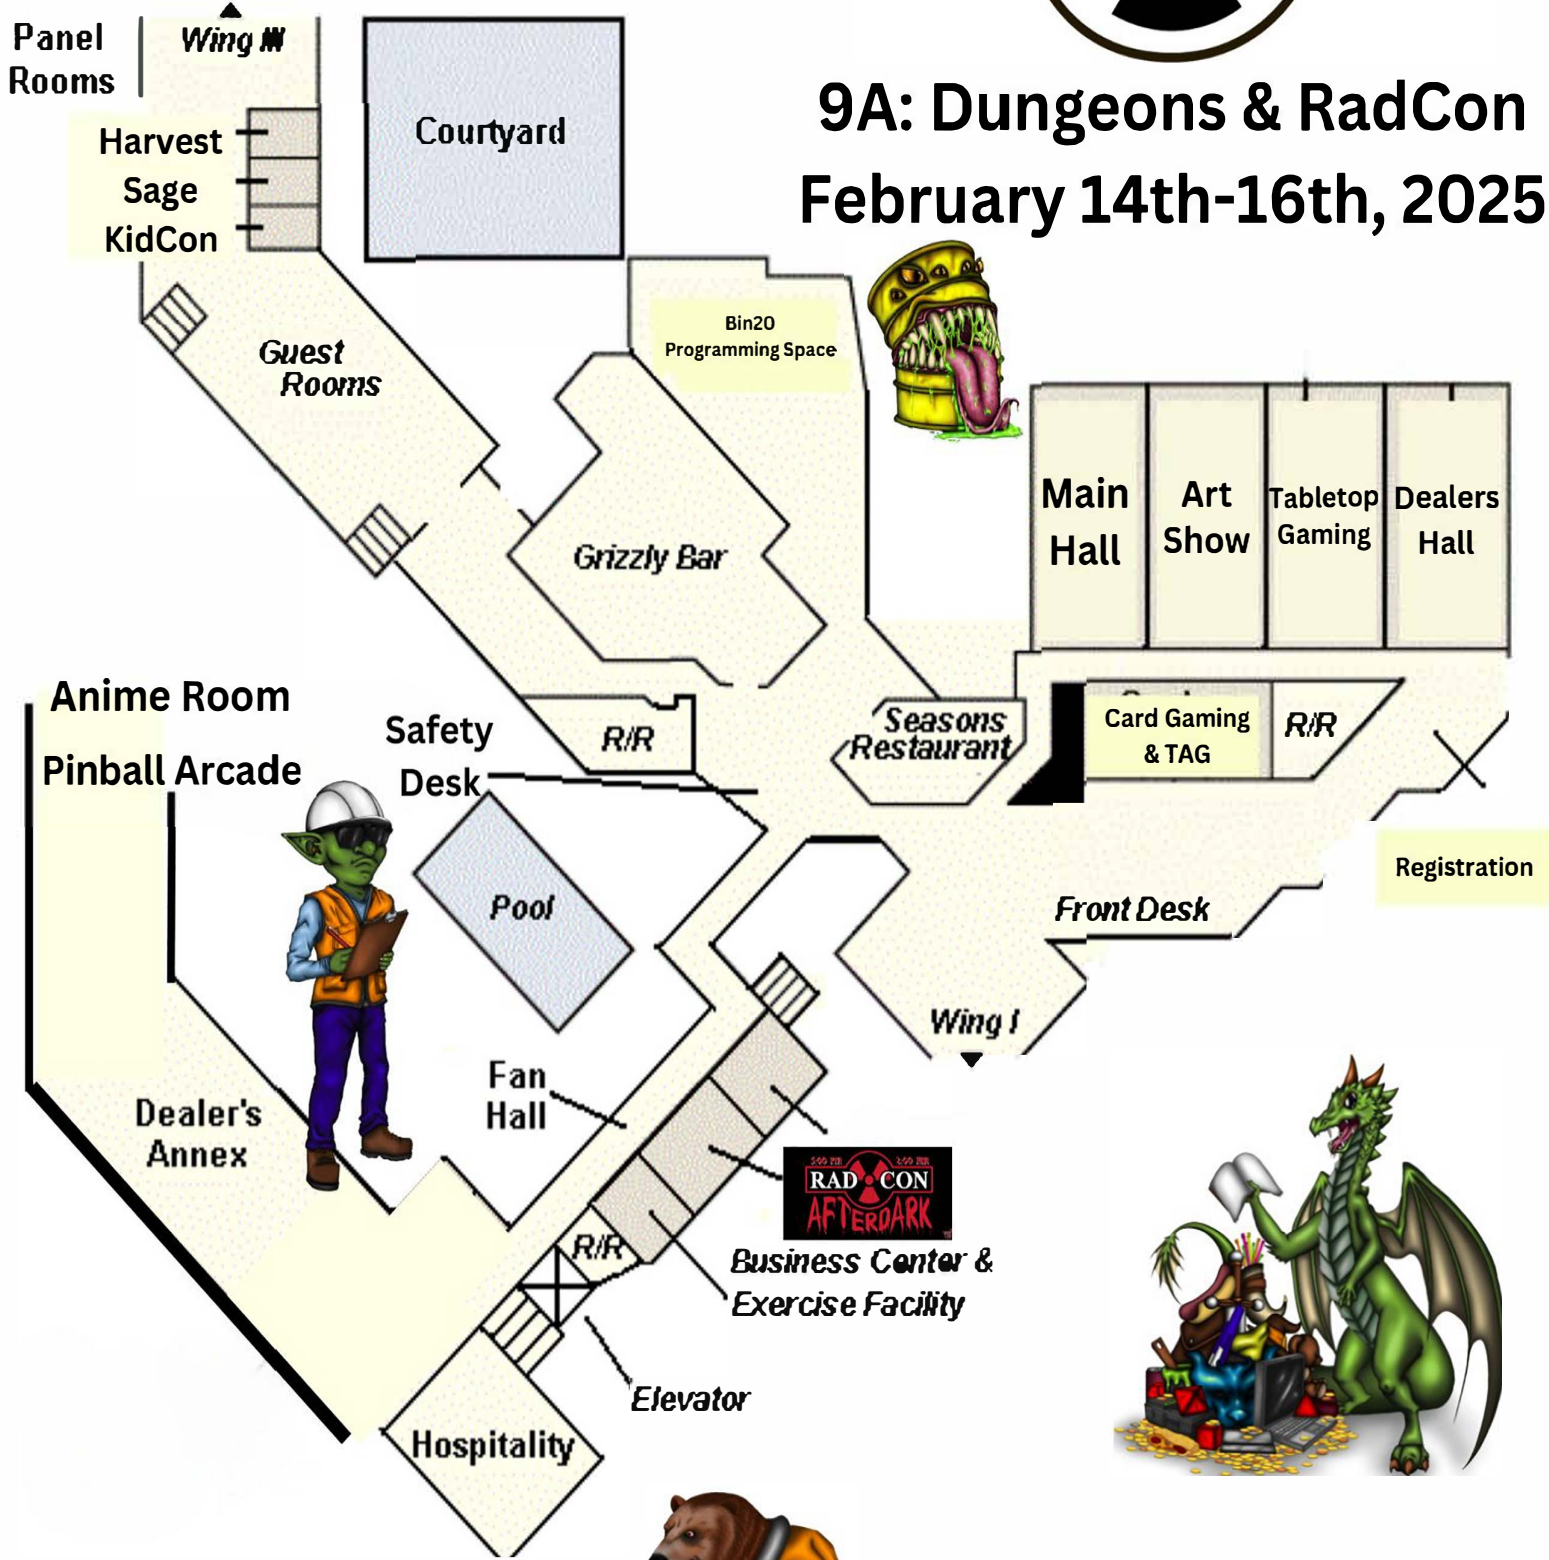 Panel
Rooms
Wing
Harvest
Sage
KidCon
Courtyard
9A: Dungeons & RadCon
February 14th-16th, 2025
Guest
Rooms
Bin20
Programming Space
Grizzly Bar
Main
Hall
Art
Show
Tabletop
Gaming
Dealers
Hall
Anime Room
Pinball Arcade
Safety
Desk
R/R
Seasons
Restaurant
Card Gaming
& TAG
R/R
Registration
Pool
Front Desk
Wing I
Fan
Hall
Dealer's
Annex
RAD CON
AFTERDARK
R/R
Business Center &
Exercise Facility
Elevator
Hospitality